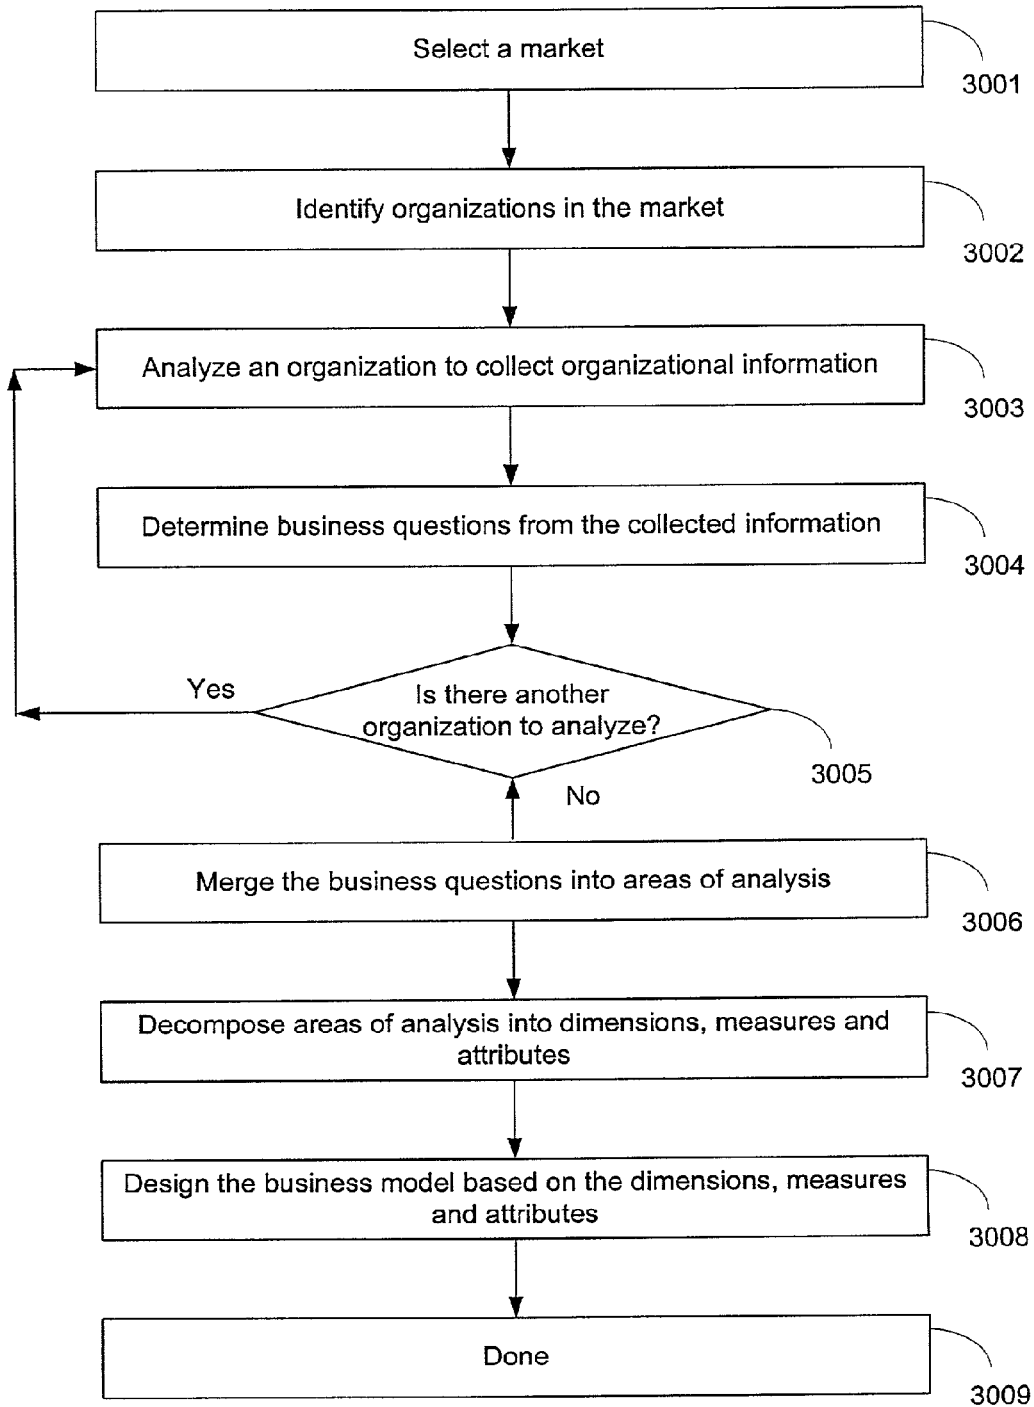 Select a market
3001
Identify organizations in the market
3002
Analyze an organization to collect organizational information
3003
Determine business questions from the collected information
3004
Yes
Is there another
organization to analyze?
3005
No
Merge the business questions into areas of analysis
3006
Decompose areas of analysis into dimensions, measures and
attributes
3007
Design the business model based on the dimensions, measures
and attributes
3008
Done
3009